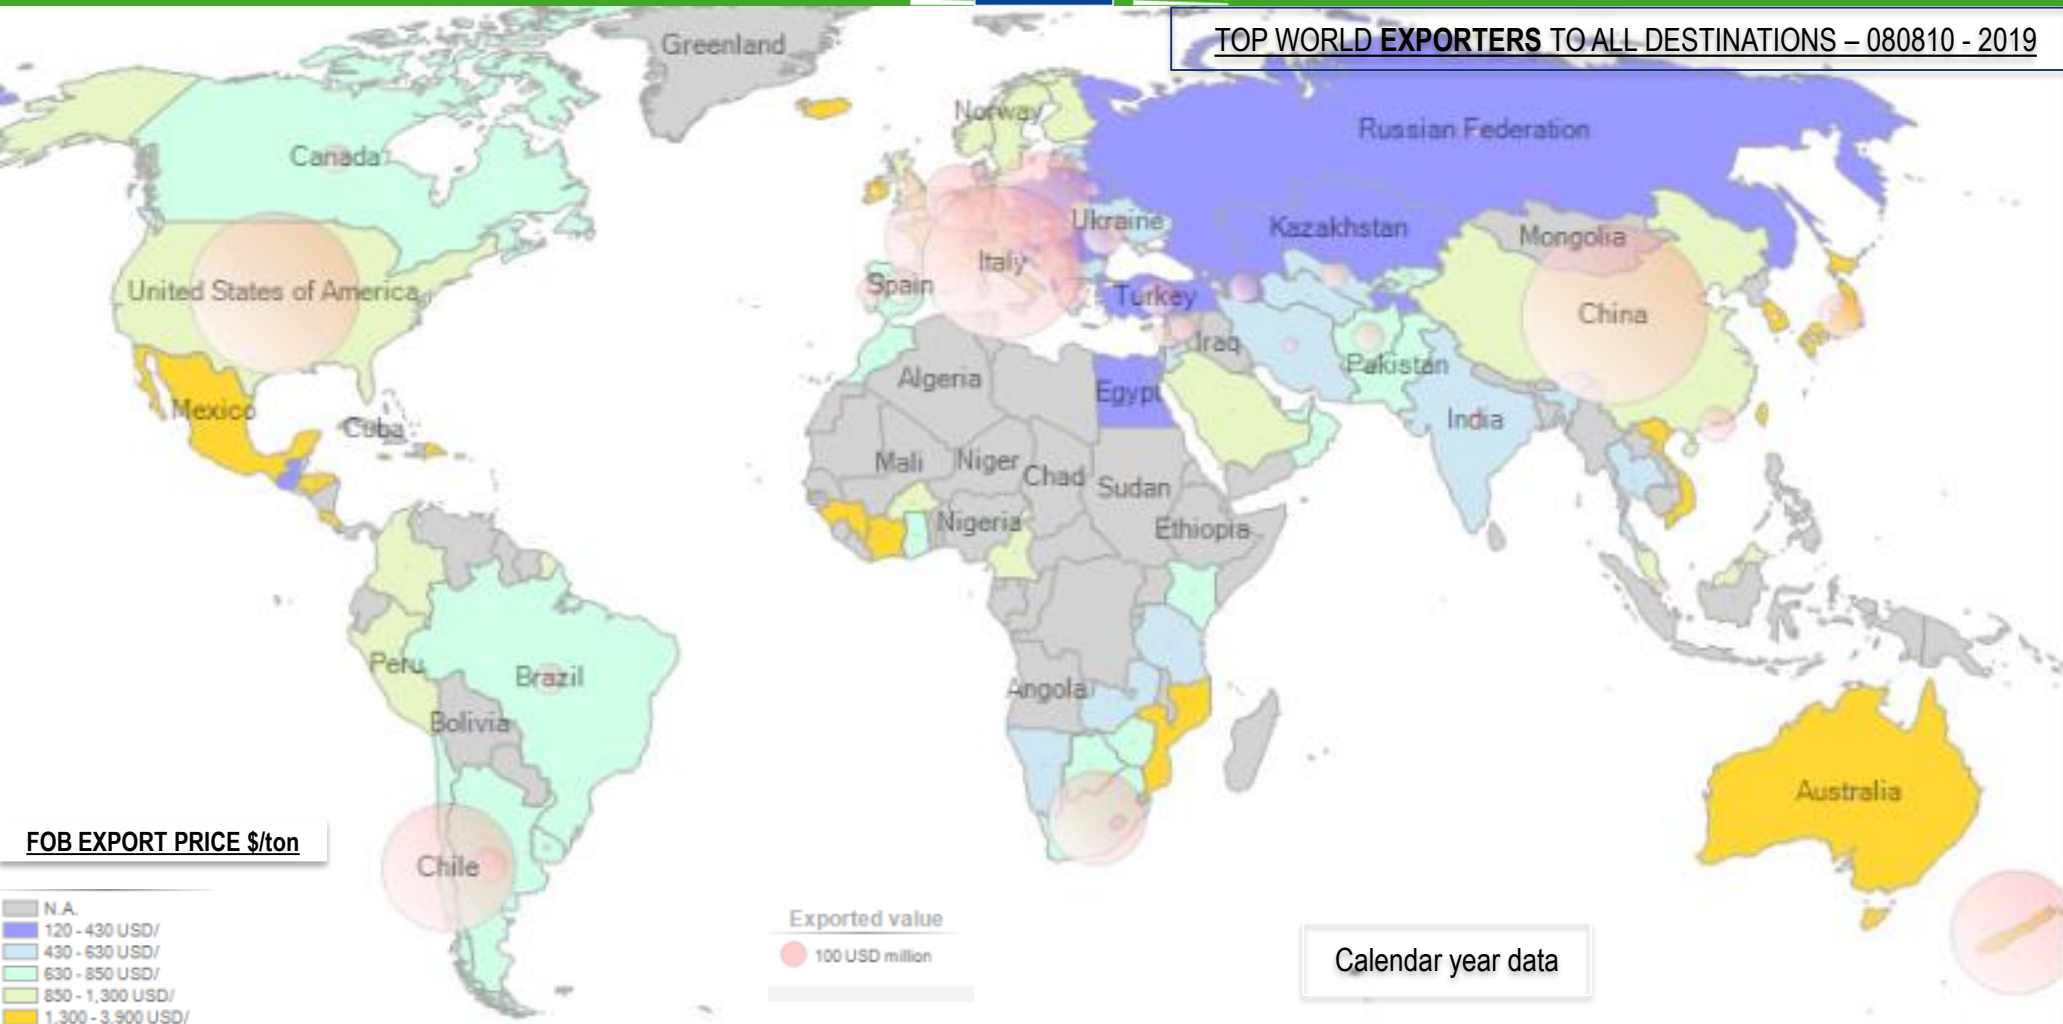 TOP WORLD EXPORTERS TO ALL DESTINATIONS – 080810 - 2019
Greenland
Norway
Russian Federation
Canada
Ukraine
Kazakhstan
Mongolia
Italy
Spain
Turkey
United States of America
China
Iraq
Pakistan
Algeria
Egypt
Mexico
Cuba
India
Mali
Niger
Chad
Sudan
Nigeria
Ethiopia
Peru
Brazil
Angola
Bolivia
Australia
Chile
FOB EXPORT PRICE $/ton
N.A.
120 - 430 USD/
430 - 630 USD/
630 - 850 USD/
850 - 1,300 USD/
1,300 - 3,900 USD/
Exported value
100 USD million
Calendar year data